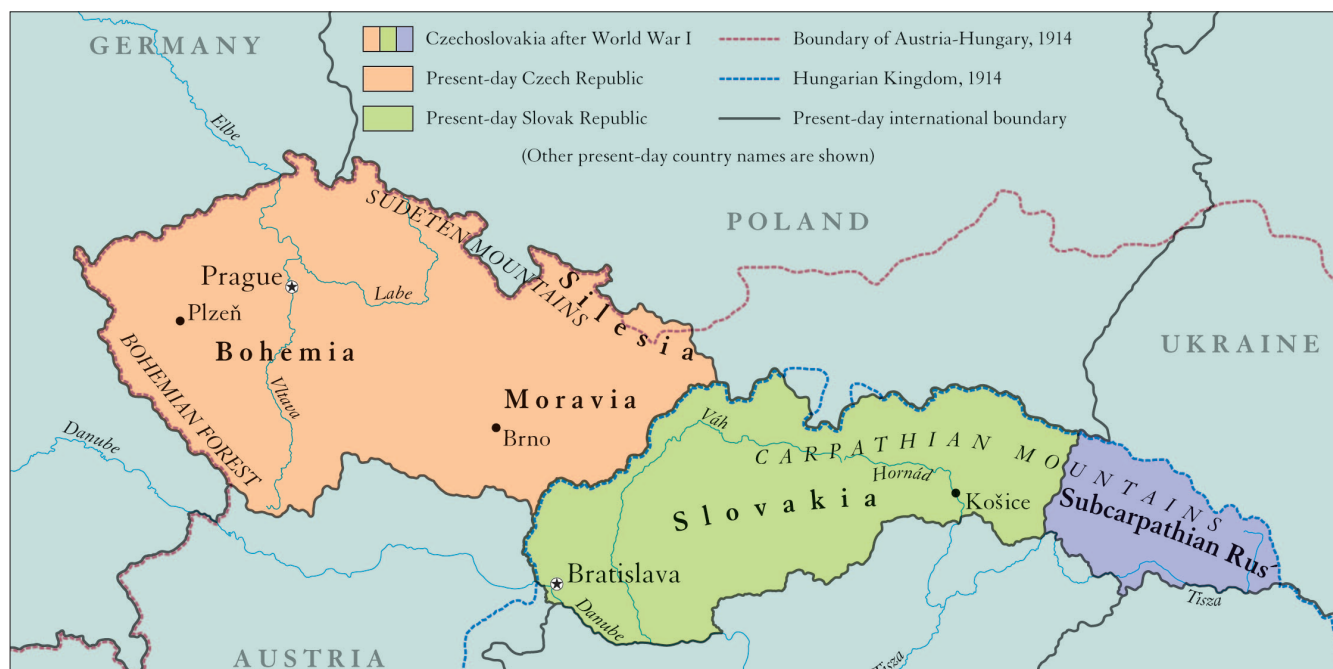 GERMANY
Czechoslovakia after World War I
Present-day Czech Republic
Present-day Slovak Republic
Boundary of Austria-Hungary, 1914
Hungarian Kingdom, 1914
Present-day international boundary
(Other present-day country names are shown)
Elbe
SUDETEN MOUNTAINS
POLAND
Silesia
Prague
Labe
Plzeň
UKRAINE
Bohemia
BOHEMIAN FOREST
Vltava
Moravia
Brno
Danube
Váh
CARPATHIAN MOUNTAINS
Hornád
Slovakia
Košice
Subcarpathian Rus'
Bratislava
Danube
Tisza
AUSTRIA
Tisza